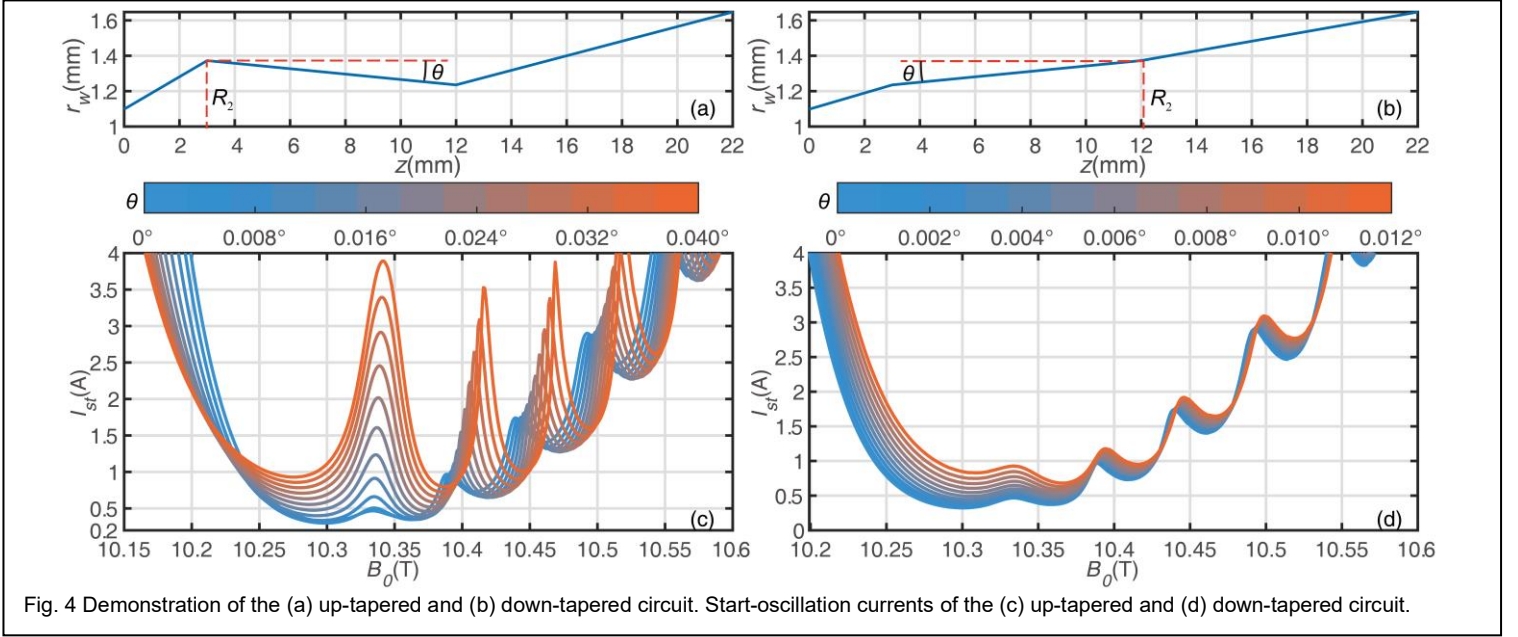 1.6
1.4
1.2
1
r_w(mm)
θ
R₂
(a)
0 2 4 6 8 10 12 14 16 18 20 22
z(mm)
1.6
1.4
1.2
1
r_w(mm)
θ
R₂
(b)
0 2 4 6 8 10 12 14 16 18 20 22
z(mm)
θ
0° 0.008° 0.016° 0.024° 0.032° 0.040°
θ
0° 0.002° 0.004° 0.006° 0.008° 0.010° 0.012°
4
3.5
3
2.5
2
1.5
1
0.5
0.2
I_st(A)
(c)
10.15 10.2 10.25 10.3 10.35 10.4 10.45 10.5 10.55 10.6
B₀(T)
4
3.5
3
2.5
2
1.5
1
0.5
0
I_st(A)
(d)
10.2 10.25 10.3 10.35 10.4 10.45 10.5 10.55 10.6
B₀(T)
Fig. 4 Demonstration of the (a) up-tapered and (b) down-tapered circuit. Start-oscillation currents of the (c) up-tapered and (d) down-tapered circuit.